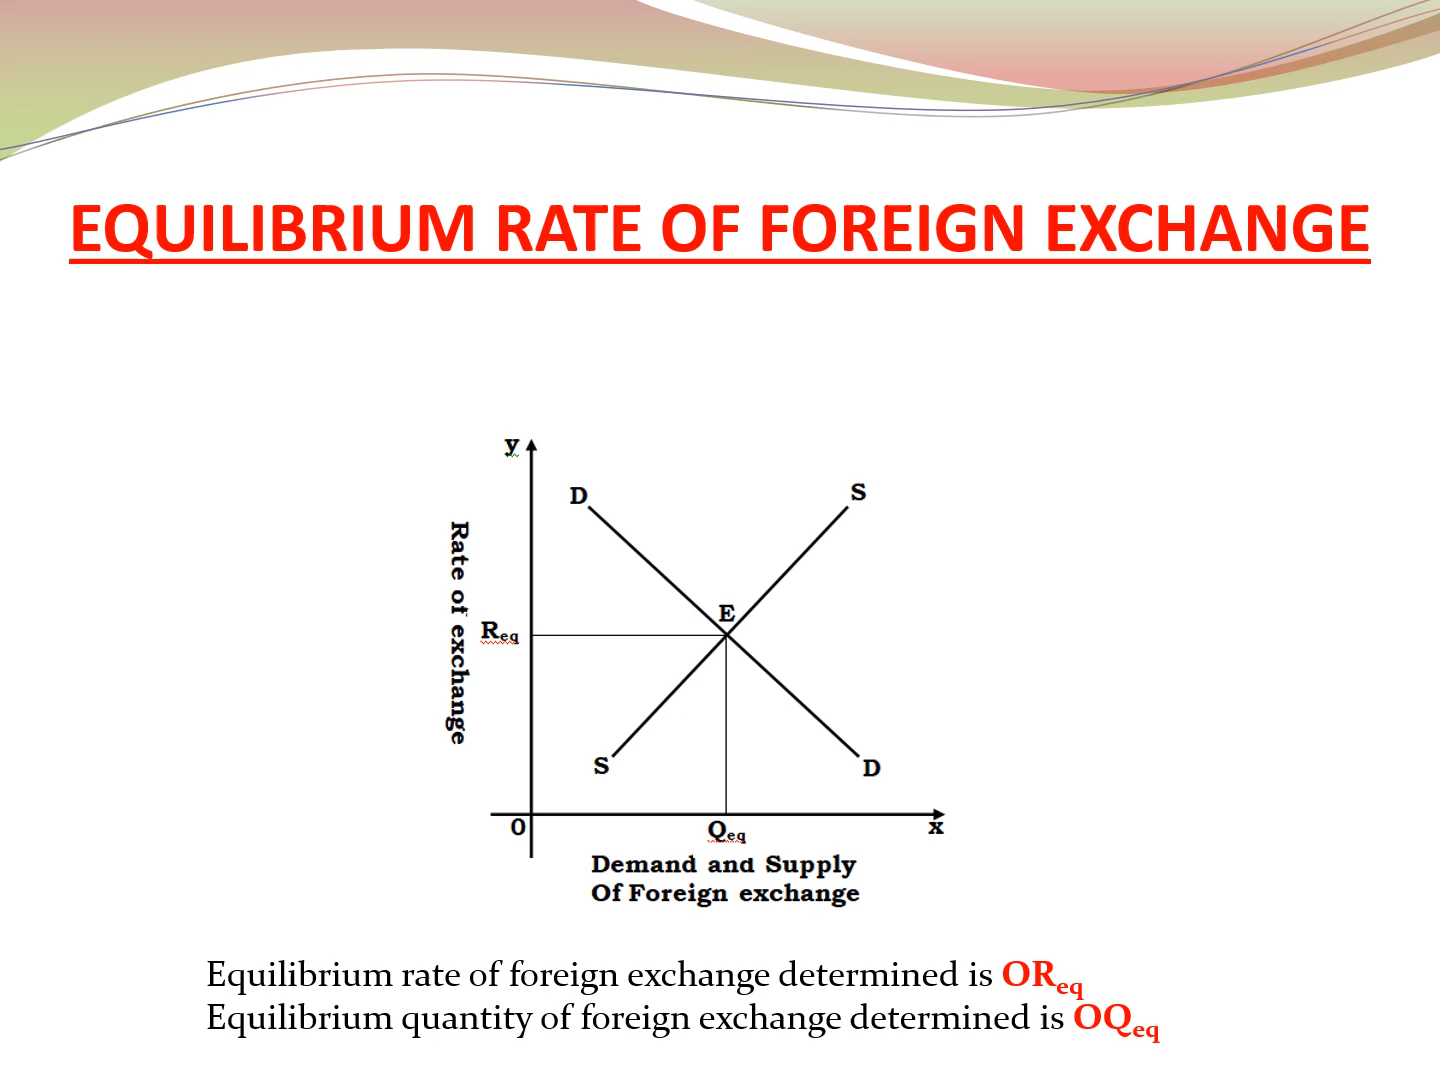 EQUILIBRIUM RATE OF FOREIGN EXCHANGE
y
D
S
Rate of exchange
E
Req
S
D
0
Qeq
x
Demand and Supply
Of Foreign exchange
Equilibrium rate of foreign exchange determined is OReq
Equilibrium quantity of foreign exchange determined is OQeq